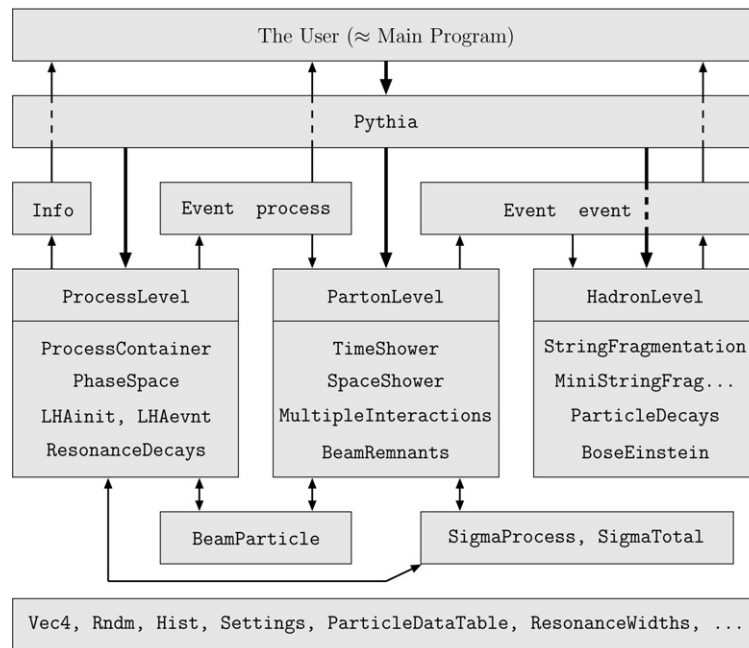 The User (≈ Main Program)
Pythia
Info
Event process
Event event
ProcessLevel
ProcessContainer
PhaseSpace
LHAinit, LHAevnt
ResonanceDecays
PartonLevel
TimeShower
SpaceShower
MultipleInteractions
BeamRemnants
HadronLevel
StringFragmentation
MiniStringFrag...
ParticleDecays
BoseEinstein
BeamParticle
SigmaProcess, SigmaTotal
Vec4, Rndm, Hist, Settings, ParticleDataTable, ResonanceWidths, ...